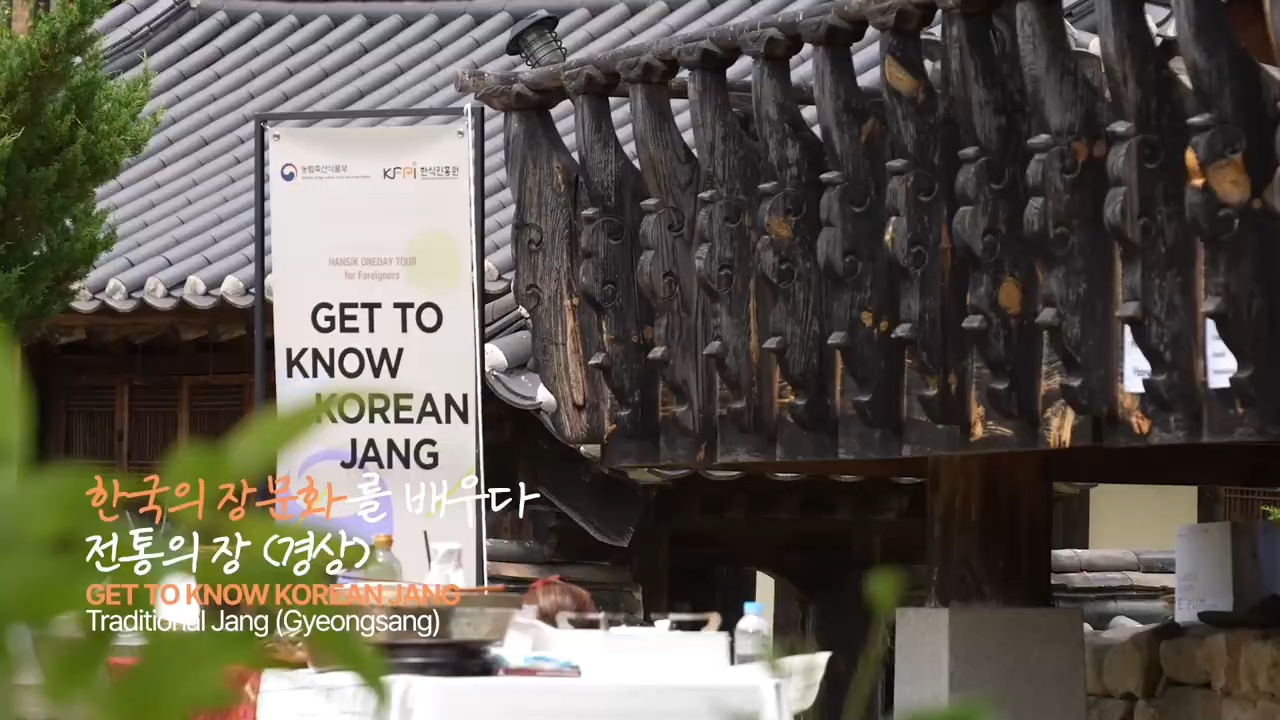 농림축산식품부
KFPI 한식진흥원
HANSIK ONEDAY TOUR
for Foreigners
GET TO
KNOW
KOREAN
JANG
한국의 장문화를 배우다
전통의 장 (경상)
GET TO KNOW KOREAN JANG
Traditional Jang (Gyeongsang)